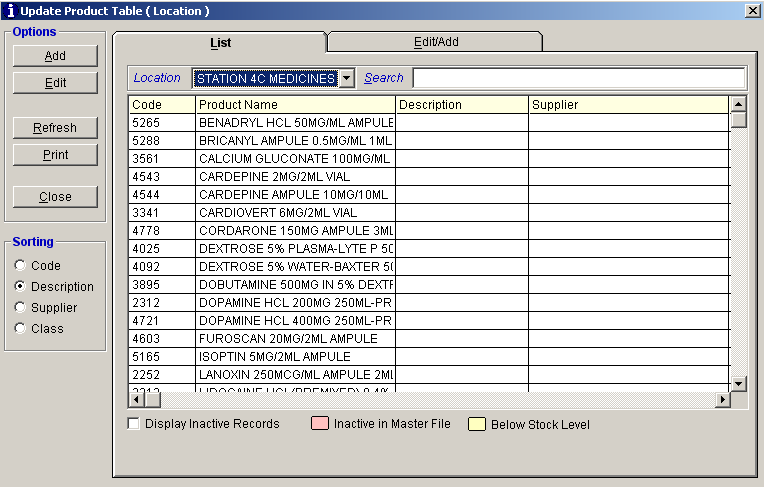 Update Product Table ( Location )
Options
Add
Edit
Refresh
Print
Close
Sorting
Code
Description
Supplier
Class
List
Edit/Add
Location STATION 4C MEDICINES Search
Code Product Name Description Supplier
5265 BENADRYL HCL 50MG/ML AMPULE
5288 BRICANYL AMPULE 0.5MG/ML 1ML
3561 CALCIUM GLUCONATE 100MG/ML
4543 CARDEPINE 2MG/2ML VIAL
4544 CARDEPINE AMPULE 10MG/10ML
3341 CARDIOVERT 6MG/2ML VIAL
4778 CORDARONE 150MG AMPULE 3ML
4025 DEXTROSE 5% PLASMA-LYTE P 50
4092 DEXTROSE 5% WATER-BAXTER 50
3895 DOBUTAMINE 500MG IN 5% DEXTR
2312 DOPAMINE HCL 200MG 250ML-PR
4721 DOPAMINE HCL 400MG 250ML-PR
4603 FUROSCAN 20MG/2ML AMPULE
5165 ISOPTIN 5MG/2ML AMPULE
2252 LANOXIN 250MCG/ML AMPULE 2ML
LIDOCAINE HCL (PREMIXED) 0.4%
Display Inactive Records Inactive in Master File Below Stock Level